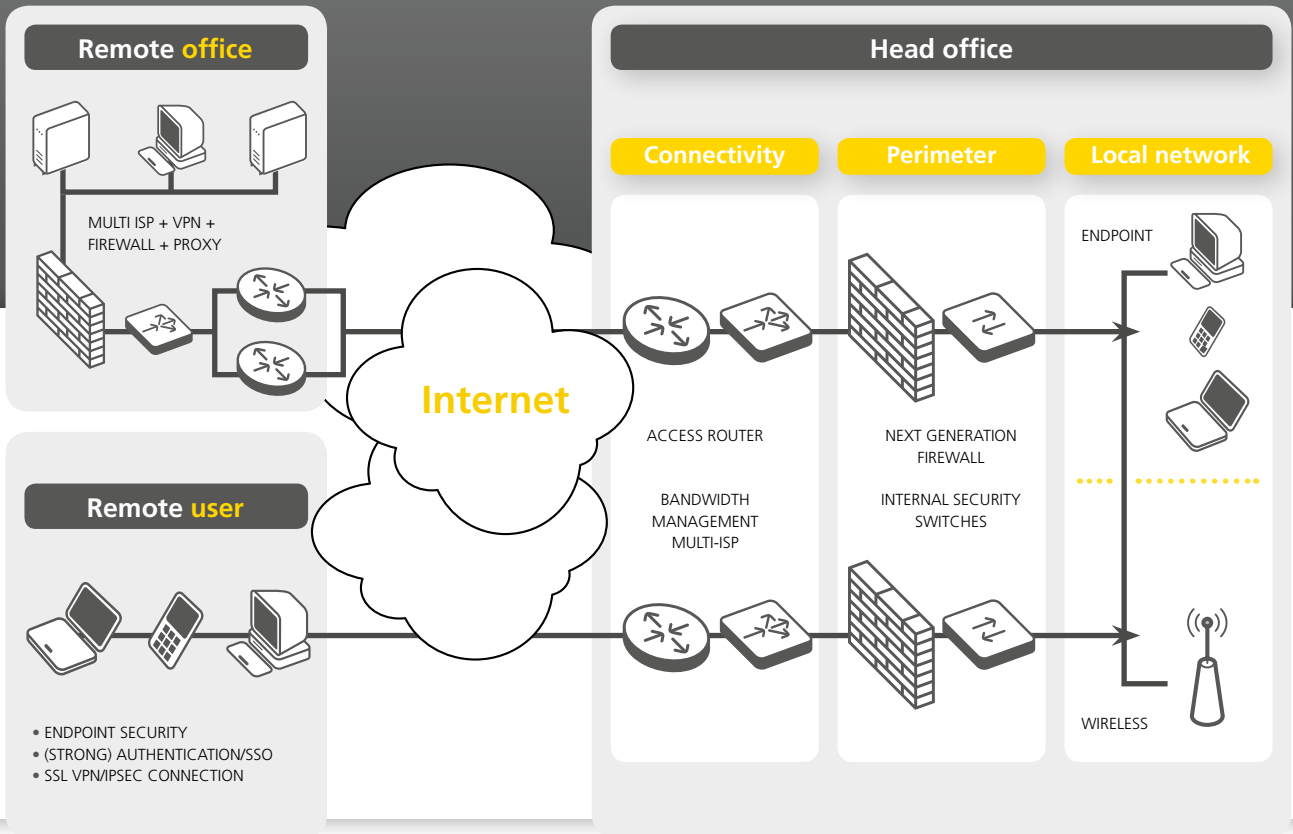 Remote office
MULTI ISP + VPN +
FIREWALL + PROXY
Remote user
• ENDPOINT SECURITY
• (STRONG) AUTHENTICATION/SSO
• SSL VPN/IPSEC CONNECTION
Internet
Head office
Connectivity
ACCESS ROUTER
BANDWIDTH
MANAGEMENT
MULTI-ISP
Perimeter
NEXT GENERATION
FIREWALL
INTERNAL SECURITY
SWITCHES
Local network
ENDPOINT
WIRELESS